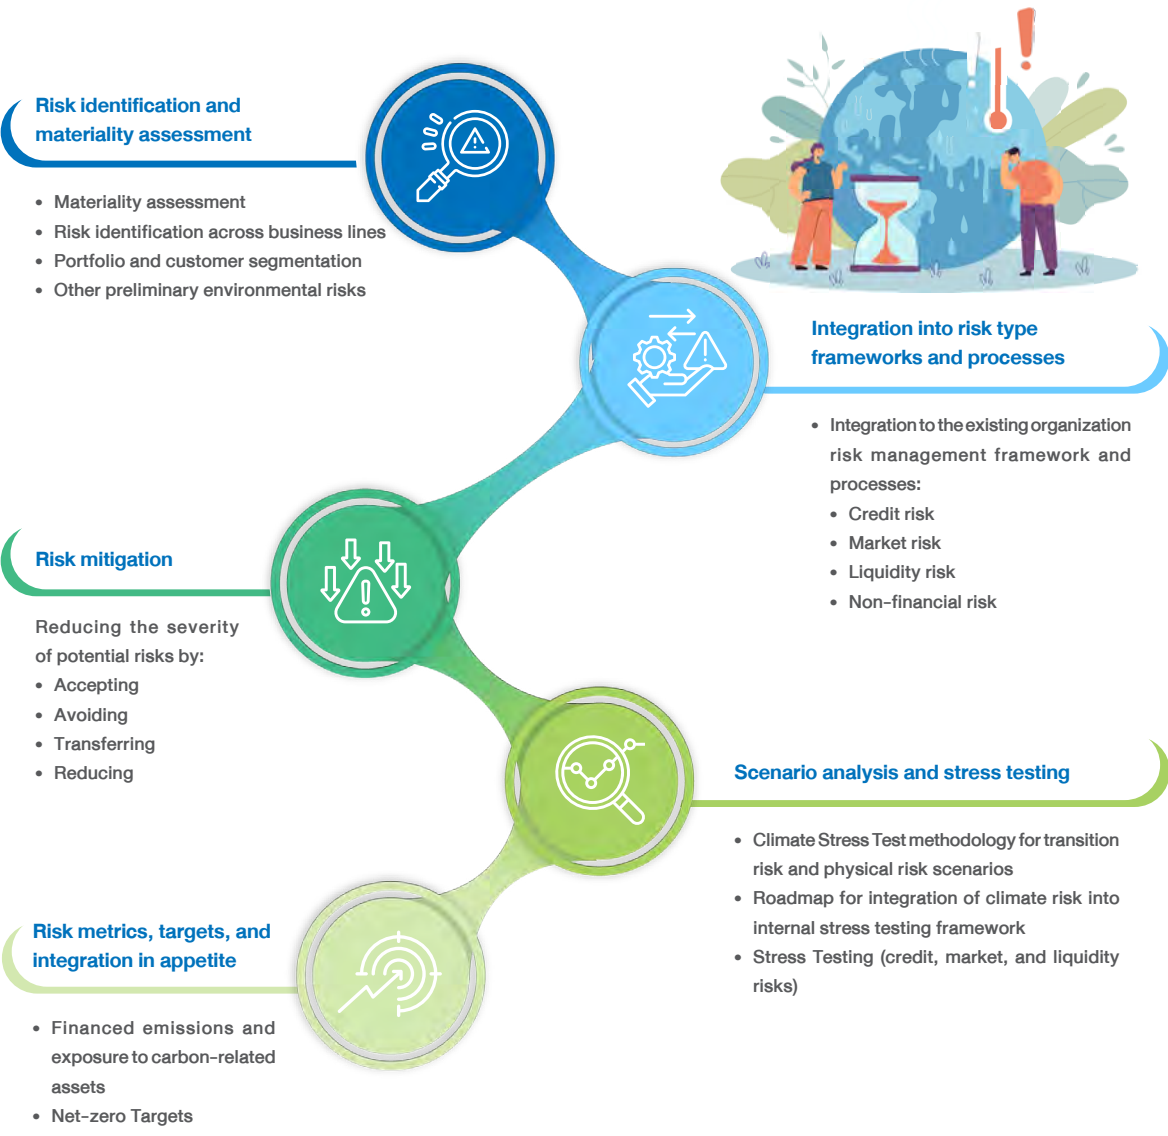 Risk identification and
materiality assessment
• Materiality assessment
• Risk identification across business lines
• Portfolio and customer segmentation
• Other preliminary environmental risks
Integration into risk type
frameworks and processes
• Integration to the existing organization
risk management framework and
processes:
• Credit risk
• Market risk
• Liquidity risk
• Non-financial risk
Risk mitigation
Reducing the severity
of potential risks by:
• Accepting
• Avoiding
• Transferring
• Reducing
Scenario analysis and stress testing
• Climate Stress Test methodology for transition
risk and physical risk scenarios
• Roadmap for integration of climate risk into
internal stress testing framework
• Stress Testing (credit, market, and liquidity
risks)
Risk metrics, targets, and
integration in appetite
• Financed emissions and
exposure to carbon-related
assets
• Net-zero Targets